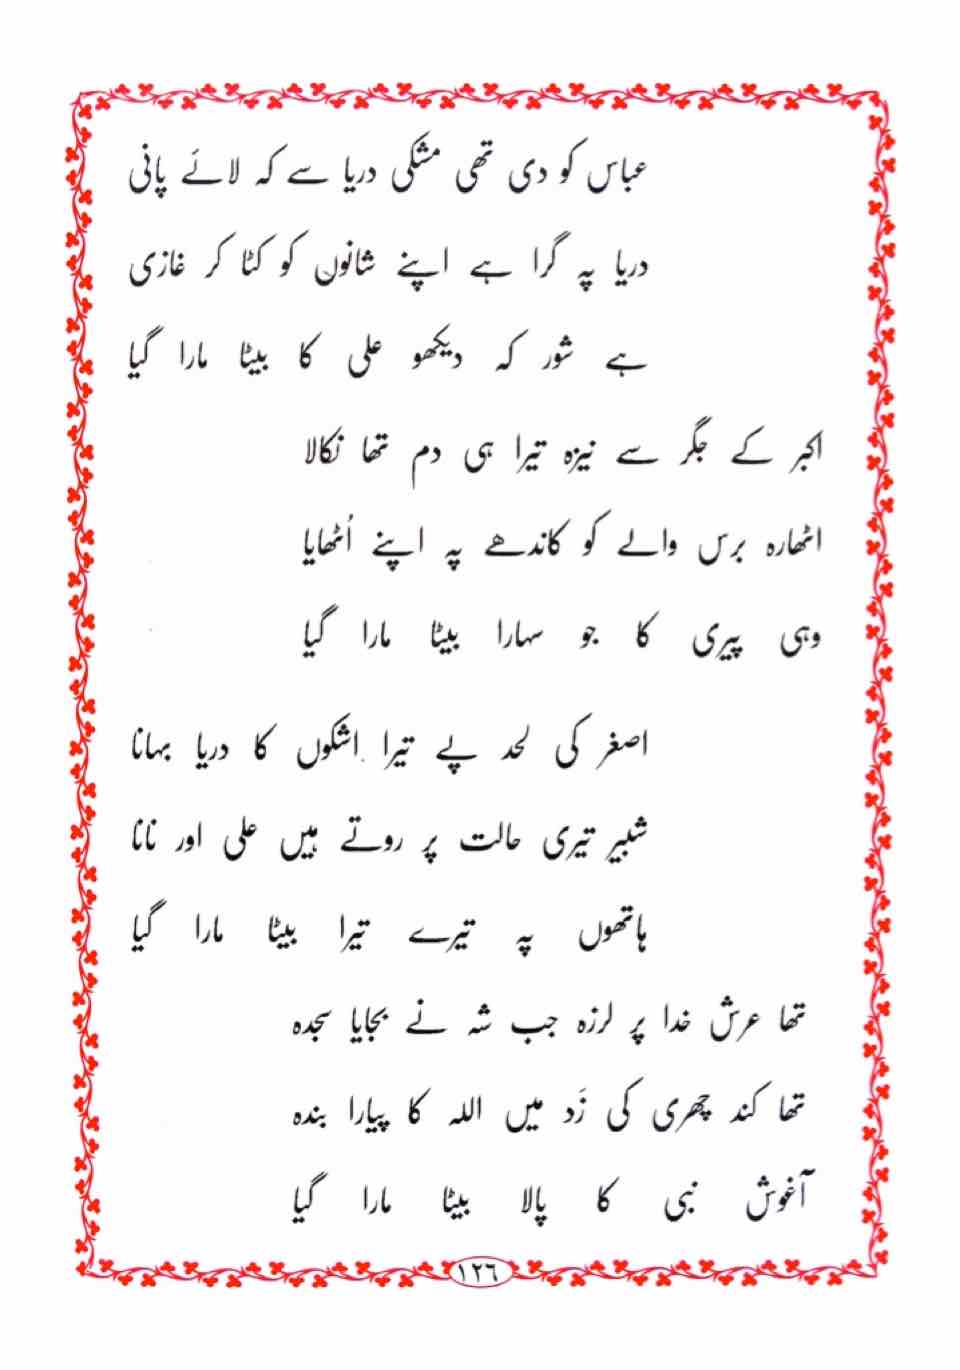 عباس کو دی تھی مشکی دریا سے کہ لائے پانی
دریا پہ گرا ہے اپنے شانوں کو کٹا کر غازی
ہے شور کہ دیکھو علی کا بیٹا مارا گیا
اکبر کے جگر سے نیزہ تیرا ہی دم تھا نکالا
اٹھارہ برس والے کو کاندھے پہ اپنے اُٹھایا
وہی پیری کا جو سہارا بیٹا مارا گیا
اصغر کی لحد پے تیرا اشکوں کا دریا بہانا
شبیر تیری حالت پر روتے ہیں علی اور نانا
ہاتھوں پہ تیرے تیرا بیٹا مارا گیا
تھا عرش خدا پر لرزہ جب شہ نے بجایا سجدہ
تھا کند چھری کی زَد میں اللہ کا پیارا بندہ
آغوش نبی کا پالا بیٹا مارا گیا
١٢٦